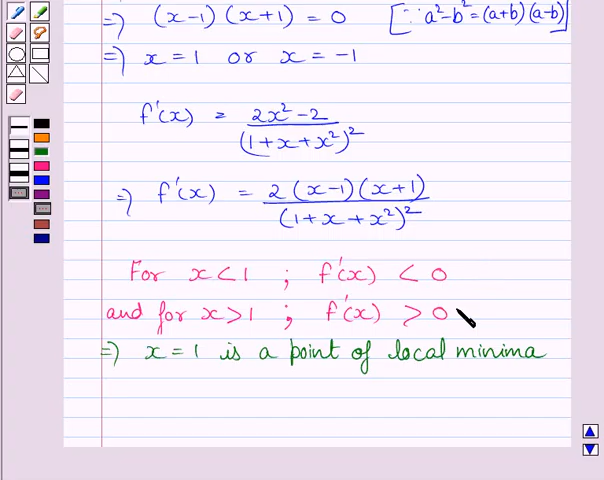 ⇒ (x-1) (x+1) = 0 [∵ a²-b² = (a+b) (a-b)]
⇒ x = 1 or x = -1
f'(x) = 2x² - 2 / (1+x+x²)²
⇒ f'(x) = 2 (x-1) (x+1) / (1+x+x²)²
For x < 1 ; f'(x) < 0
and for x > 1 ; f'(x) > 0
⇒ x = 1 is a point of local minima